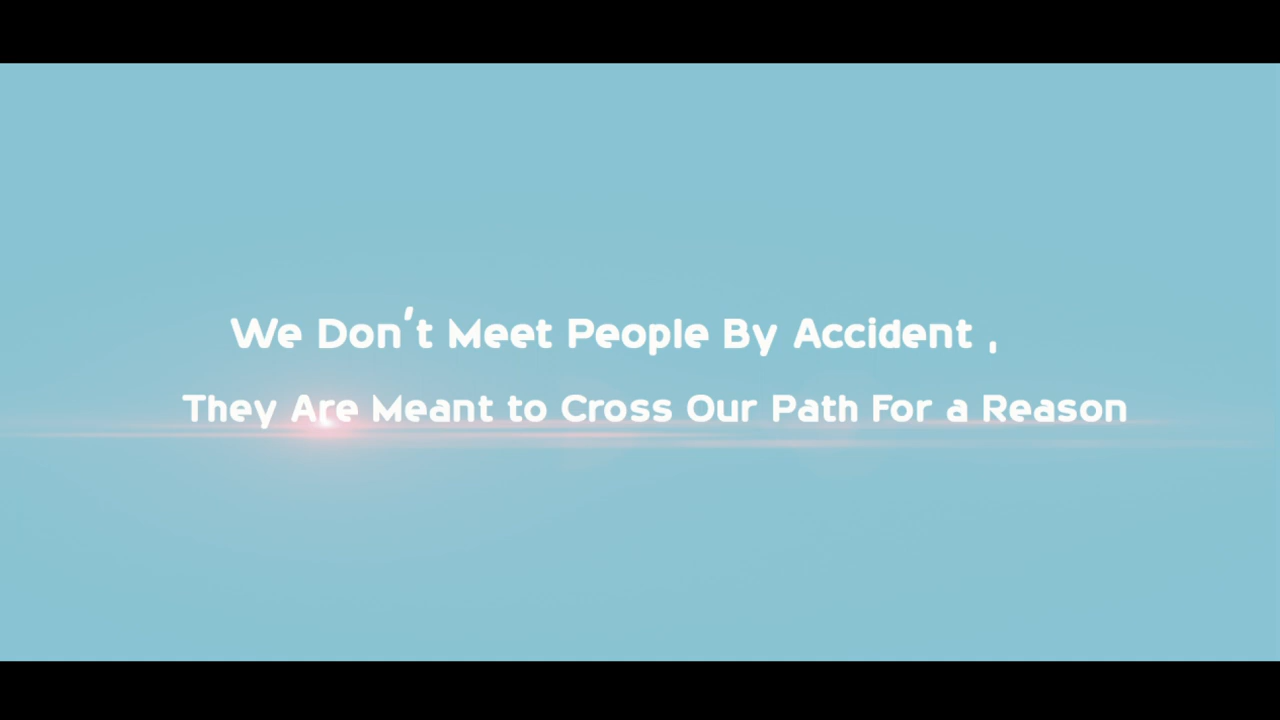 We Don't Meet People By Accident ,
They Are Meant to Cross Our Path For a Reason